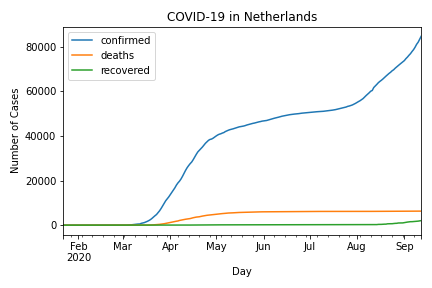 COVID-19 in Netherlands
confirmed
deaths
recovered
Number of Cases
80000
60000
40000
20000
0
Feb Mar Apr May Jun Jul Aug Sep
2020
Day